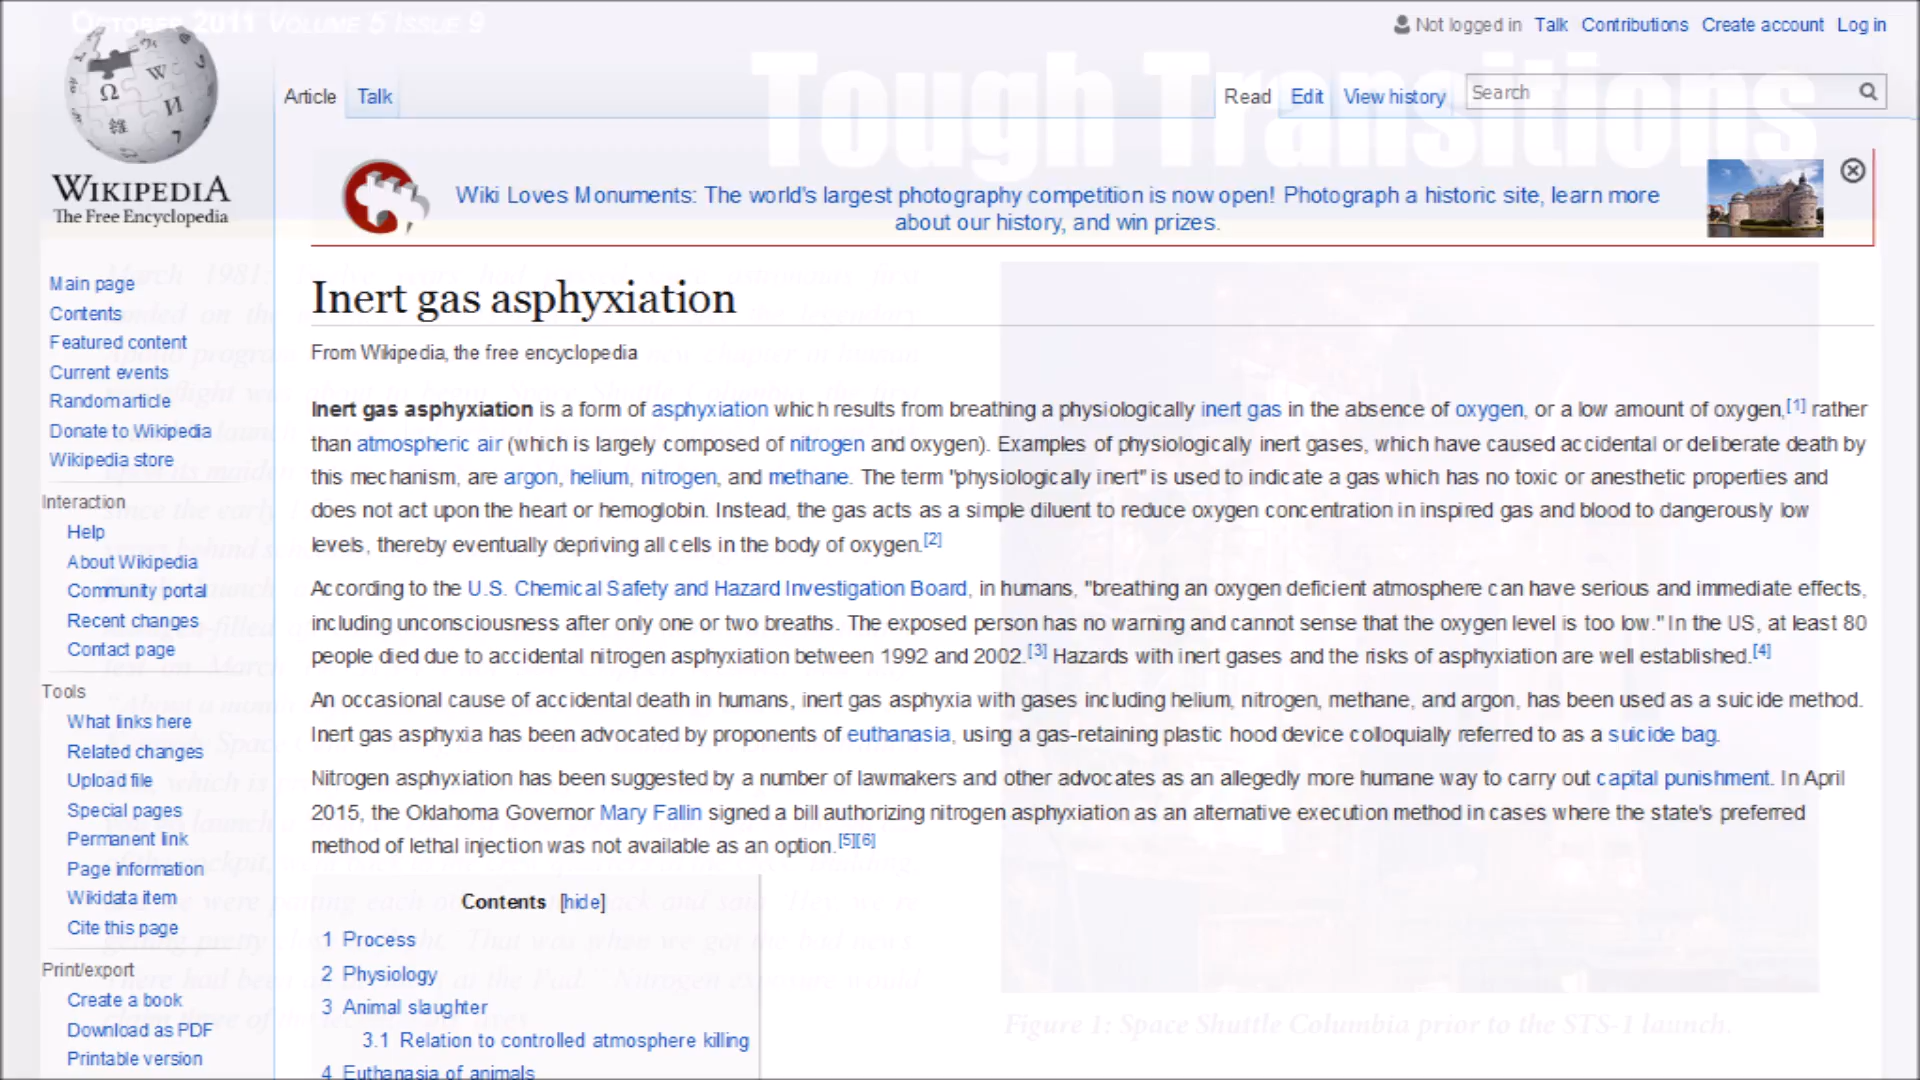 OCTOBER 2011 VOLUME 5 ISSUE 9
Tough Transitions
Not logged in Talk Contributions Create account Log in
Article Talk Read Edit View history Search
WIKIPEDIA
The Free Encyclopedia
Wiki Loves Monuments: The world's largest photography competition is now open! Photograph a historic site, learn more
about our history, and win prizes.
Main page
Contents
Featured content
Current events
Random article
Donate to Wikipedia
Wikipedia store
Interaction
Help
About Wikipedia
Community portal
Recent changes
Contact page
Tools
What links here
Related changes
Upload file
Special pages
Permanent link
Page information
Wikidata item
Cite this page
Print/export
Create a book
Download as PDF
Printable version
Inert gas asphyxiation
From Wikipedia, the free encyclopedia
Inert gas asphyxiation is a form of asphyxiation which results from breathing a physiologically inert gas in the absence of oxygen, or a low amount of oxygen,[1] rather
than atmospheric air (which is largely composed of nitrogen and oxygen). Examples of physiologically inert gases, which have caused accidental or deliberate death by
this mechanism, are argon, helium, nitrogen, and methane. The term "physiologically inert" is used to indicate a gas which has no toxic or anesthetic properties and
does not act upon the heart or hemoglobin. Instead, the gas acts as a simple diluent to reduce oxygen concentration in inspired gas and blood to dangerously low
levels, thereby eventually depriving all cells in the body of oxygen.[2]
According to the U.S. Chemical Safety and Hazard Investigation Board, in humans, "breathing an oxygen deficient atmosphere can have serious and immediate effects,
including unconsciousness after only one or two breaths. The exposed person has no warning and cannot sense that the oxygen level is too low." In the US, at least 80
people died due to accidental nitrogen asphyxiation between 1992 and 2002.[3] Hazards with inert gases and the risks of asphyxiation are well established.[4]
An occasional cause of accidental death in humans, inert gas asphyxia with gases including helium, nitrogen, methane, and argon, has been used as a suicide method.
Inert gas asphyxia has been advocated by proponents of euthanasia, using a gas-retaining plastic hood device colloquially referred to as a suicide bag.
Nitrogen asphyxiation has been suggested by a number of lawmakers and other advocates as an allegedly more humane way to carry out capital punishment. In April
2015, the Oklahoma Governor Mary Fallin signed a bill authorizing nitrogen asphyxiation as an alternative execution method in cases where the state's preferred
method of lethal injection was not available as an option.[5][6]
Contents [hide]
1 Process
2 Physiology
3 Animal slaughter
3.1 Relation to controlled atmosphere killing
4 Euthanasia of animals
Figure 1: Space Shuttle Columbia prior to the STS-1 launch.